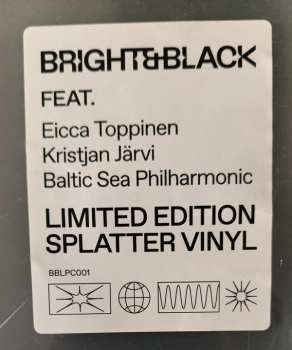 BRIGHT&BLACK
FEAT.
Eicca Toppinen
Kristjan Järvi
Baltic Sea Philharmonic
LIMITED EDITION
SPLATTER VINYL
BBLPC001